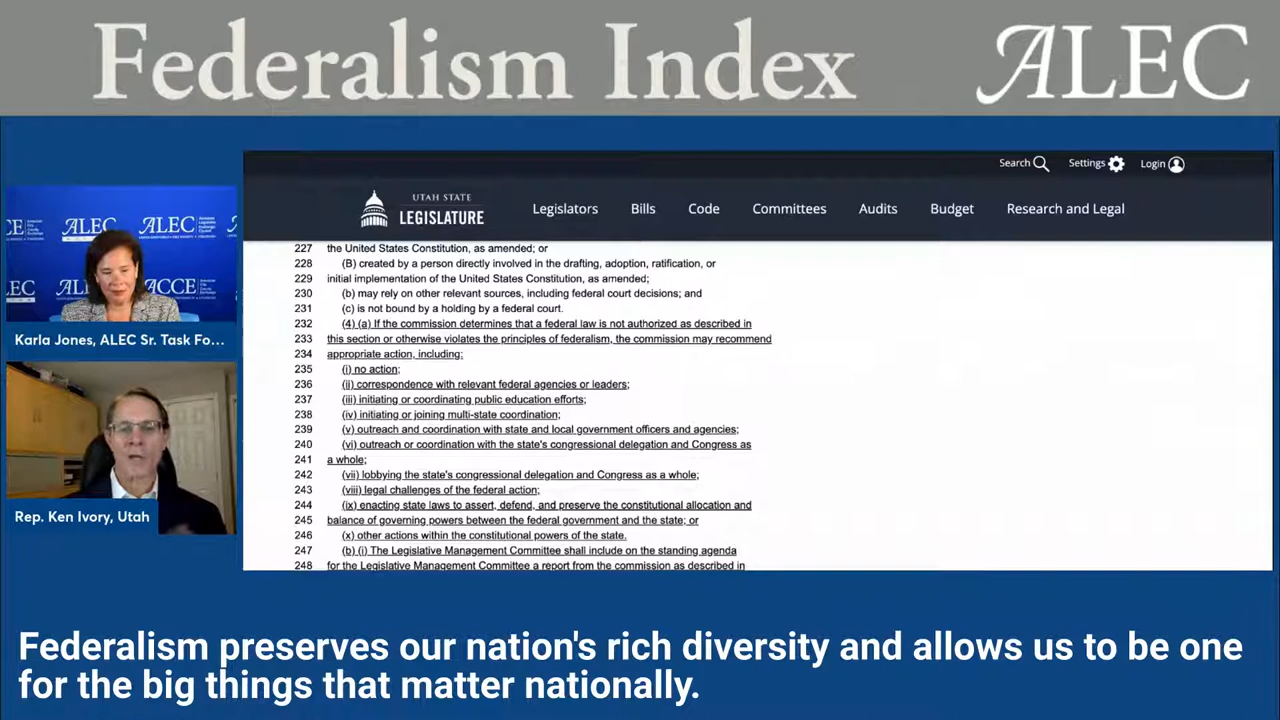 Federalism Index
ALEC
Search
Settings
Login
UTAH STATE
LEGISLATURE
Legislators
Bills
Code
Committees
Audits
Budget
Research and Legal
227 the United States Constitution, as amended; or
228 (B) created by a person directly involved in the drafting, adoption, ratification, or
229 initial implementation of the United States Constitution, as amended;
230 (b) may rely on other relevant sources, including federal court decisions; and
231 (c) is not bound by a holding by a federal court.
232 (4) (a) If the commission determines that a federal law is not authorized as described in
233 this section or otherwise violates the principles of federalism, the commission may recommend
234 appropriate action, including:
235 (i) no action;
236 (ii) correspondence with relevant federal agencies or leaders;
237 (iii) initiating or coordinating public education efforts;
238 (iv) initiating or joining multi-state coordination;
239 (v) outreach and coordination with state and local government officers and agencies;
240 (vi) outreach or coordination with the state's congressional delegation and Congress as
241 a whole;
242 (vii) lobbying the state's congressional delegation and Congress as a whole;
243 (viii) legal challenges of the federal action;
244 (ix) enacting state laws to assert, defend, and preserve the constitutional allocation and
245 balance of governing powers between the federal government and the state; or
246 (x) other actions within the constitutional powers of the state.
247 (b) (i) The Legislative Management Committee shall include on the standing agenda
248 for the Legislative Management Committee a report from the commission as described in
ALEC
ALEC
LEC
ACCE
Karla Jones, ALEC Sr. Task Fo...
Rep. Ken Ivory, Utah
Federalism preserves our nation's rich diversity and allows us to be one
for the big things that matter nationally.